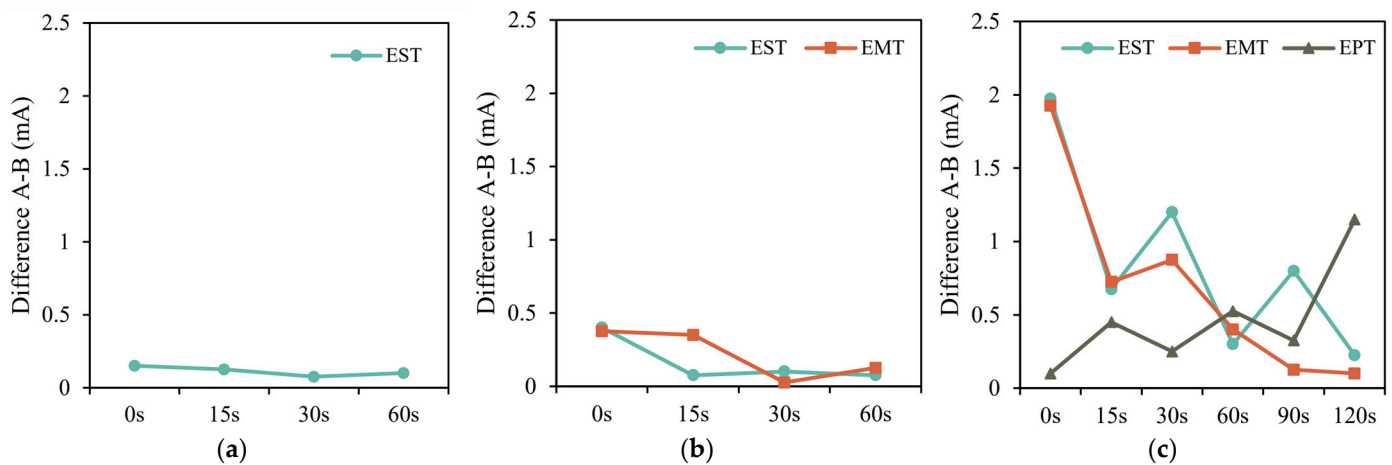 Difference A-B (mA)
2.5
2
1.5
1
0.5
0
EST
0s 15s 30s 60s
(a)
Difference A-B (mA)
2.5
2
1.5
1
0.5
0
EST EMT
0s 15s 30s 60s
(b)
Difference A-B (mA)
2.5
2
1.5
1
0.5
0
EST EMT EPT
0s 15s 30s 60s 90s 120s
(c)